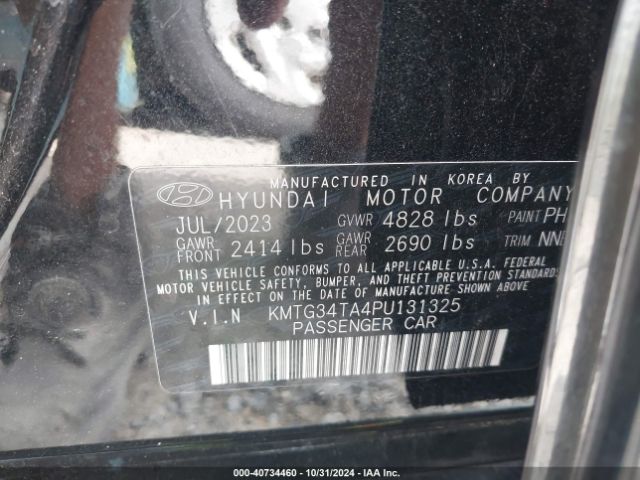 MANUFACTURED IN KOREA BY
HYUNDAI MOTOR COMPANY
JUL/2023 GVWR 4828 lbs PAINT PH
GAWR FRONT 2414 lbs GAWR REAR 2690 lbs TRIM NNB
THIS VEHICLE CONFORMS TO ALL APPLICABLE U.S.A. FEDERAL
MOTOR VEHICLE SAFETY, BUMPER, AND THEFT PREVENTION STANDARDS
IN EFFECT ON THE DATE OF MANUFACTURE SHOWN ABOVE.
V.I.N KMTG34TA4PU131325
PASSENGER CAR
000-40734460 - 10/31/2024 - IAA Inc.